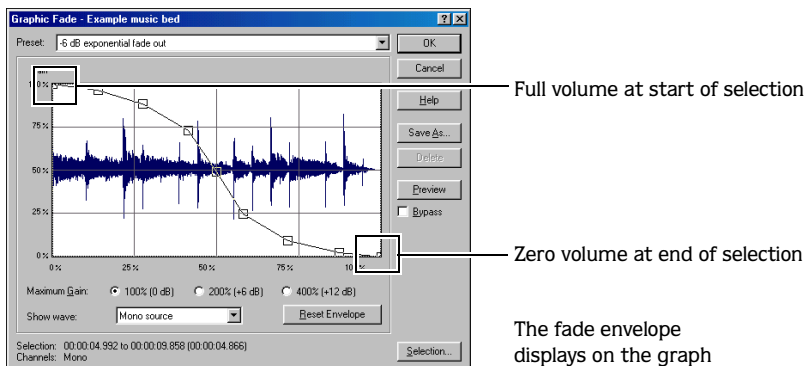 Graphic Fade - Example music bed
Preset: -6 dB exponential fade out
OK
Cancel
Help
Save As...
Delete
Preview
Bypass
100 %
75 %
50 %
25 %
0 %
0 % 25 % 50 % 75 %
Maximum Gain: 100% (0 dB) 200% (+6 dB) 400% (+12 dB)
Show wave: Mono source Reset Envelope
Selection: 00:00:04.992 to 00:00:09.858 (00:00:04.866)
Channels: Mono
Selection...
Full volume at start of selection
Zero volume at end of selection
The fade envelope
displays on the graph